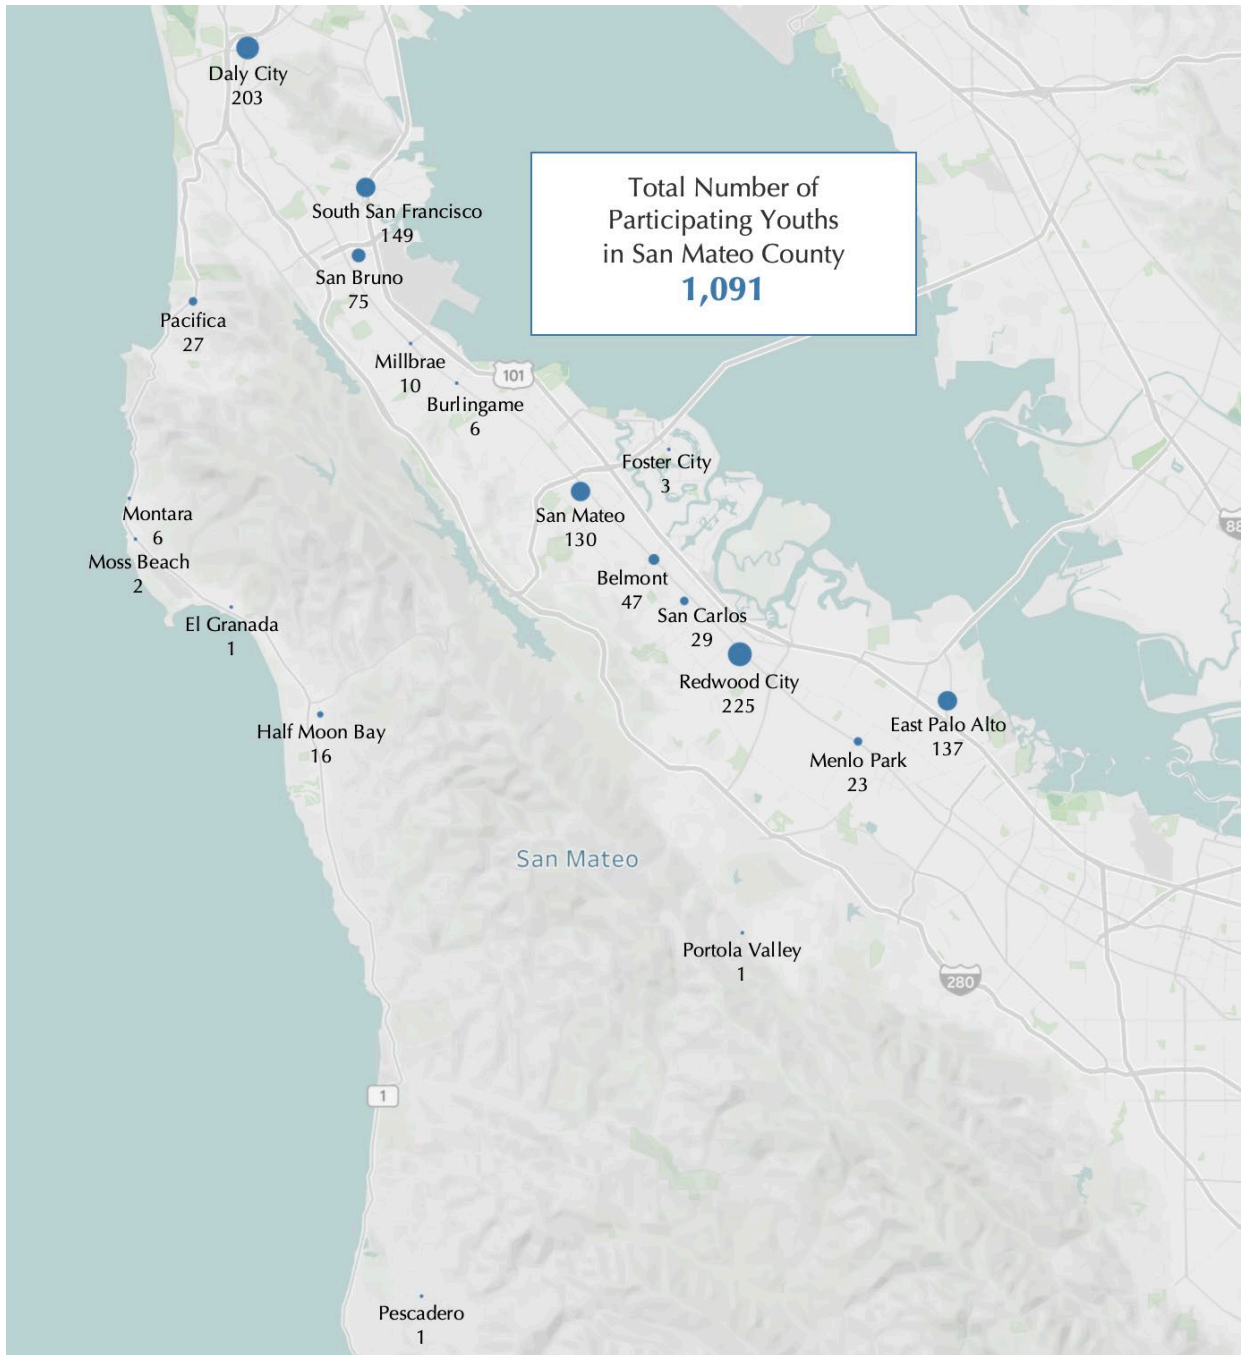 Daly City
203
South San Francisco
149
San Bruno
75
Total Number of
Participating Youths
in San Mateo County
1,091
Pacifica
27
Millbrae
10
101
Burlingame
6
Foster City
3
San Mateo
130
Montara
6
Moss Beach
2
Belmont
47
San Carlos
29
El Granada
1
Redwood City
225
East Palo Alto
137
Half Moon Bay
16
Menlo Park
23
San Mateo
Portola Valley
1
280
1
Pescadero
1